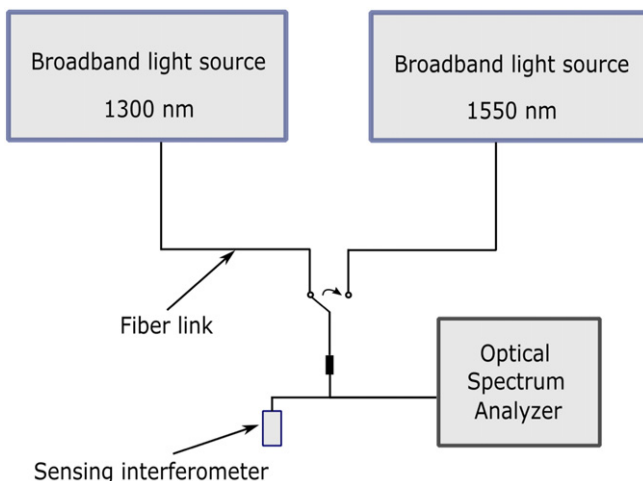 Broadband light source
1300 nm
Broadband light source
1550 nm
Fiber link
Optical
Spectrum
Analyzer
Sensing interferometer